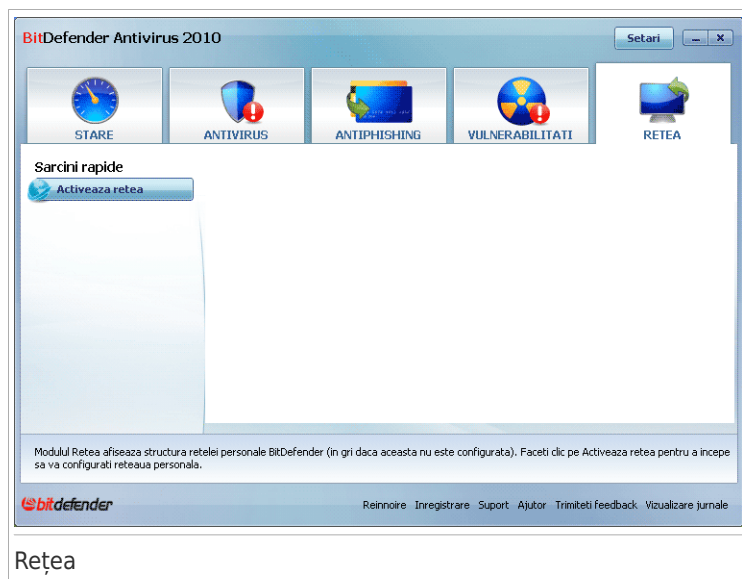 BitDefender Antivirus 2010
Setari
STARE
ANTIVIRUS
ANTIPHISHING
VULNERABILITATI
RETEA
Sarcini rapide
Activeaza retea
Modulul Retea afiseaza structura retelei personale BitDefender (in gri daca aceasta nu este configurata). Faceti clic pe Activeaza retea pentru a incepe
sa va configurati reteaua personala.
bitdefender
Reinnoire Inregistrare Suport Ajutor Trimiteti feedback Vizualizare jurnale
Rețea